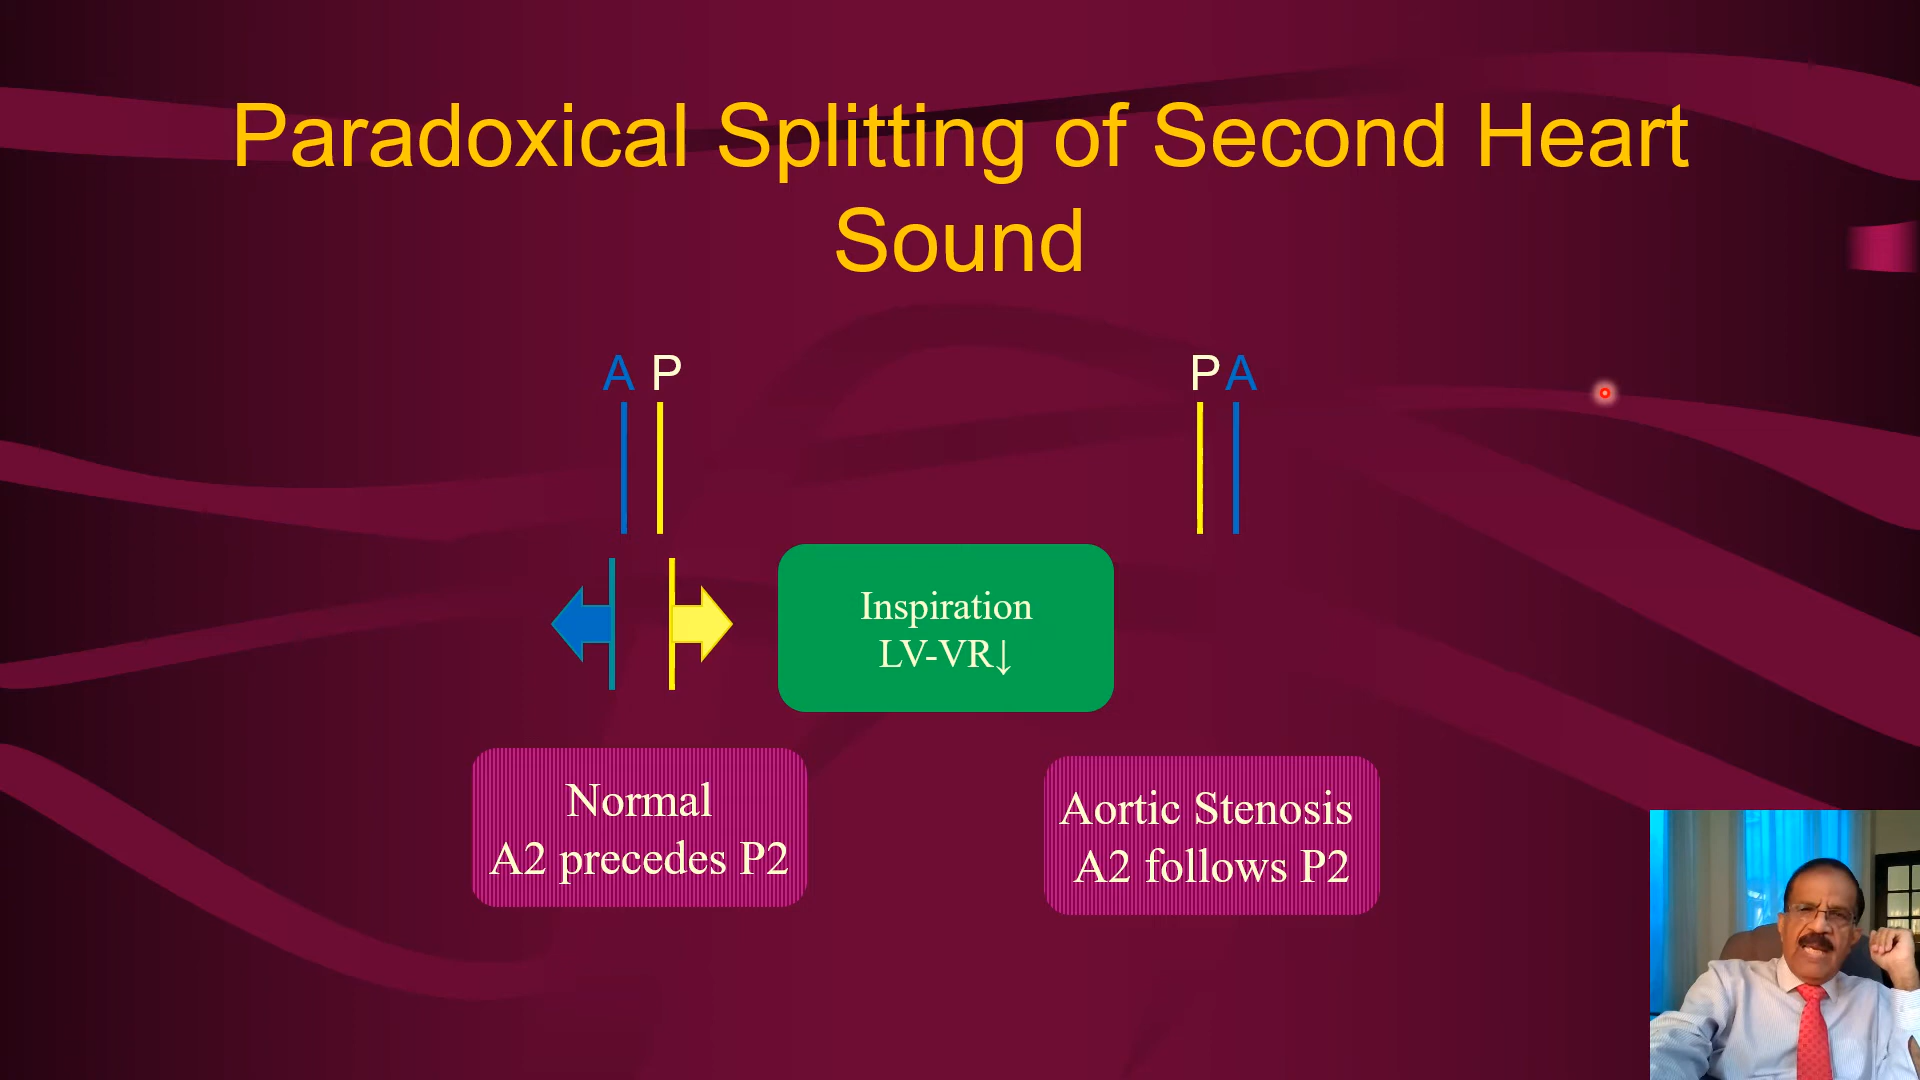 Paradoxical Splitting of Second Heart
Sound
A P
P A
Inspiration
LV-VR↓
Normal
A2 precedes P2
Aortic Stenosis
A2 follows P2